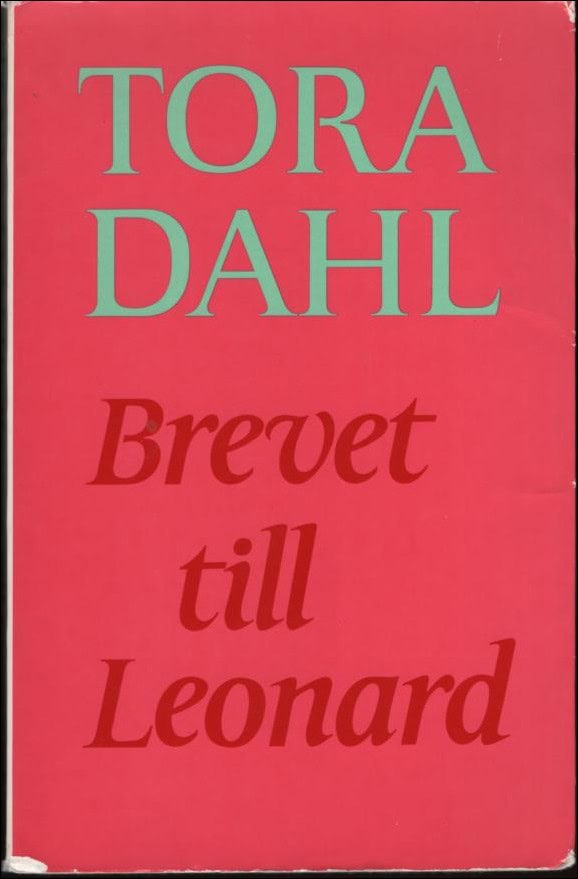 TORA
DAHL
Brevet
till
Leonard